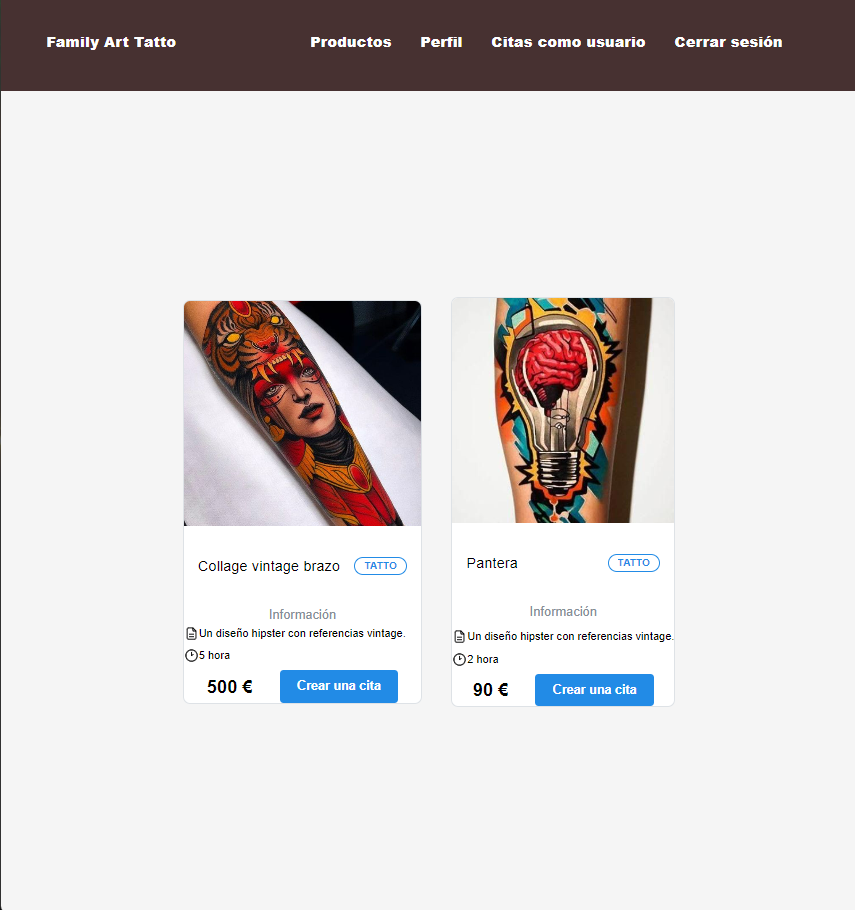 Family Art Tatto
Productos
Perfil
Citas como usuario
Cerrar sesión
Collage vintage brazo
TATTO
Información
Un diseño hipster con referencias vintage.
5 hora
500 €
Crear una cita
Pantera
TATTO
Información
Un diseño hipster con referencias vintage.
2 hora
90 €
Crear una cita